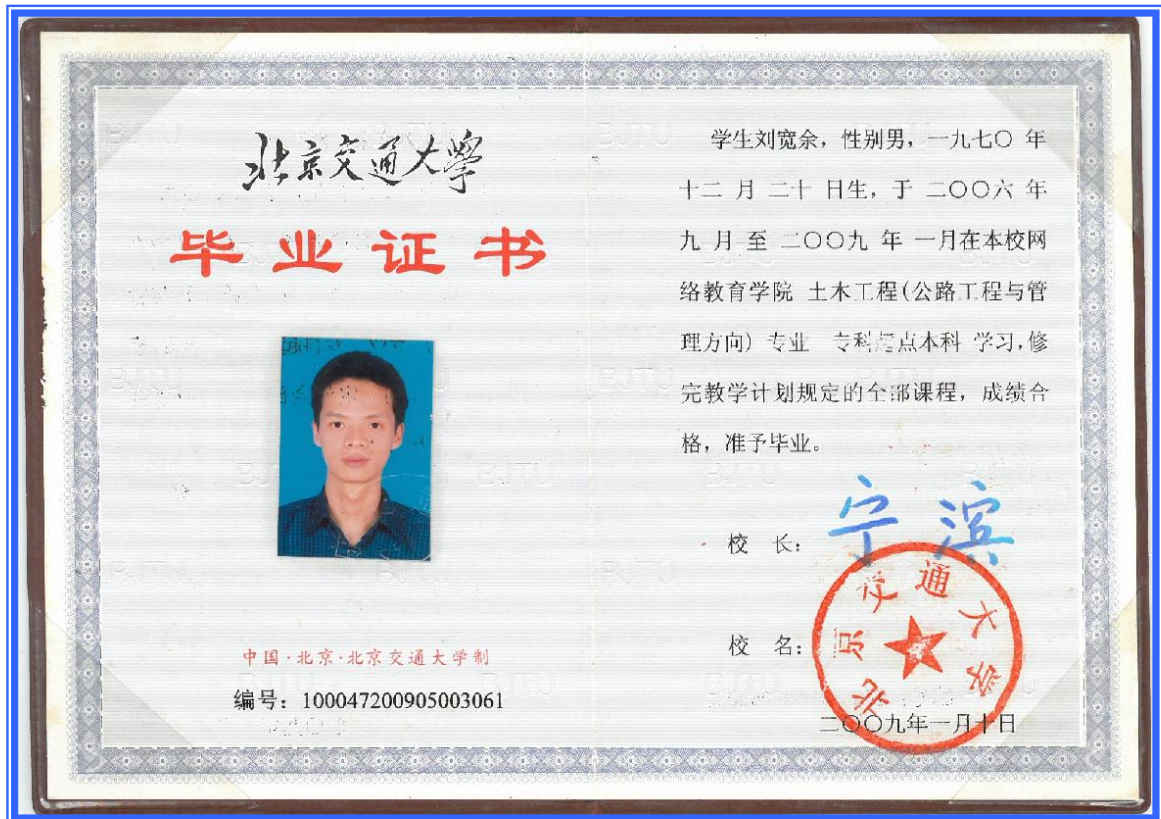 北京交通大學
毕业证书
中国·北京·北京交通大学制
编号：100047200905003061
学生刘宽余，性别男，一九七〇 年
十二 月 二十 日生，于 二〇〇六 年
九 月 至 二〇〇九 年 一月在本校网
络教育学院 土木工程(公路工程与管
理方向) 专业 专科起点本科 学习，修
完教学计划规定的全部课程，成绩合
格，准予毕业。
校 长：宁 滨
校 名：
北京交通大学
二〇〇九年一月十日
BJTU